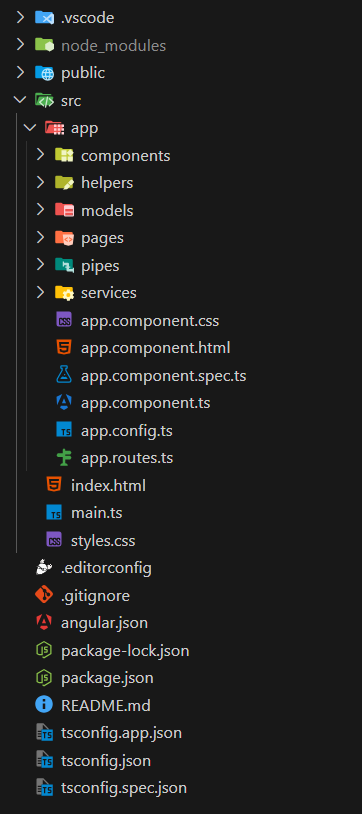 .vscode
node_modules
public
src
app
components
helpers
models
pages
pipes
services
app.component.css
app.component.html
app.component.spec.ts
app.component.ts
app.config.ts
app.routes.ts
index.html
main.ts
styles.css
.editorconfig
.gitignore
angular.json
package-lock.json
package.json
README.md
tsconfig.app.json
tsconfig.json
tsconfig.spec.json